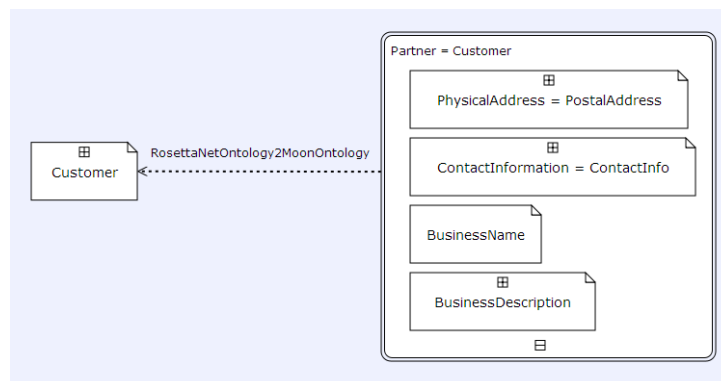 Partner = Customer
PhysicalAddress = PostalAddress
ContactInformation = ContactInfo
RosettaNetOntology2MoonOntology
Customer
BusinessName
BusinessDescription